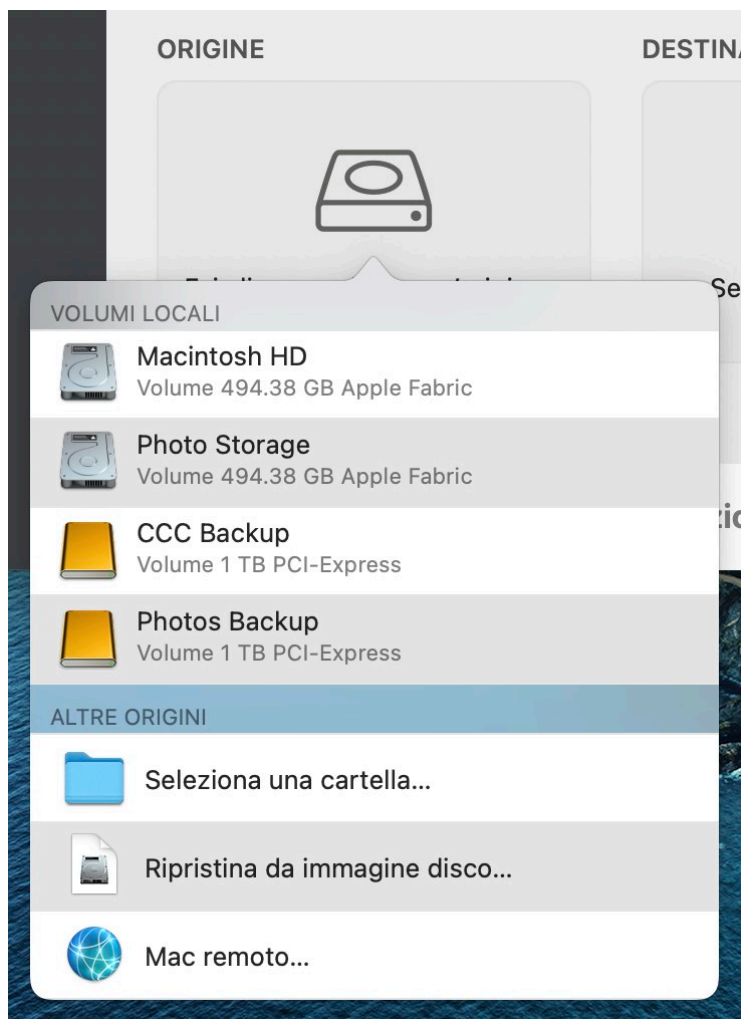 ORIGINE
DESTINA
Se
VOLUMI LOCALI
Macintosh HD
Volume 494.38 GB Apple Fabric
Photo Storage
Volume 494.38 GB Apple Fabric
CCC Backup
Volume 1 TB PCI-Express
Photos Backup
Volume 1 TB PCI-Express
ALTRE ORIGINI
Seleziona una cartella...
Ripristina da immagine disco...
Mac remoto...